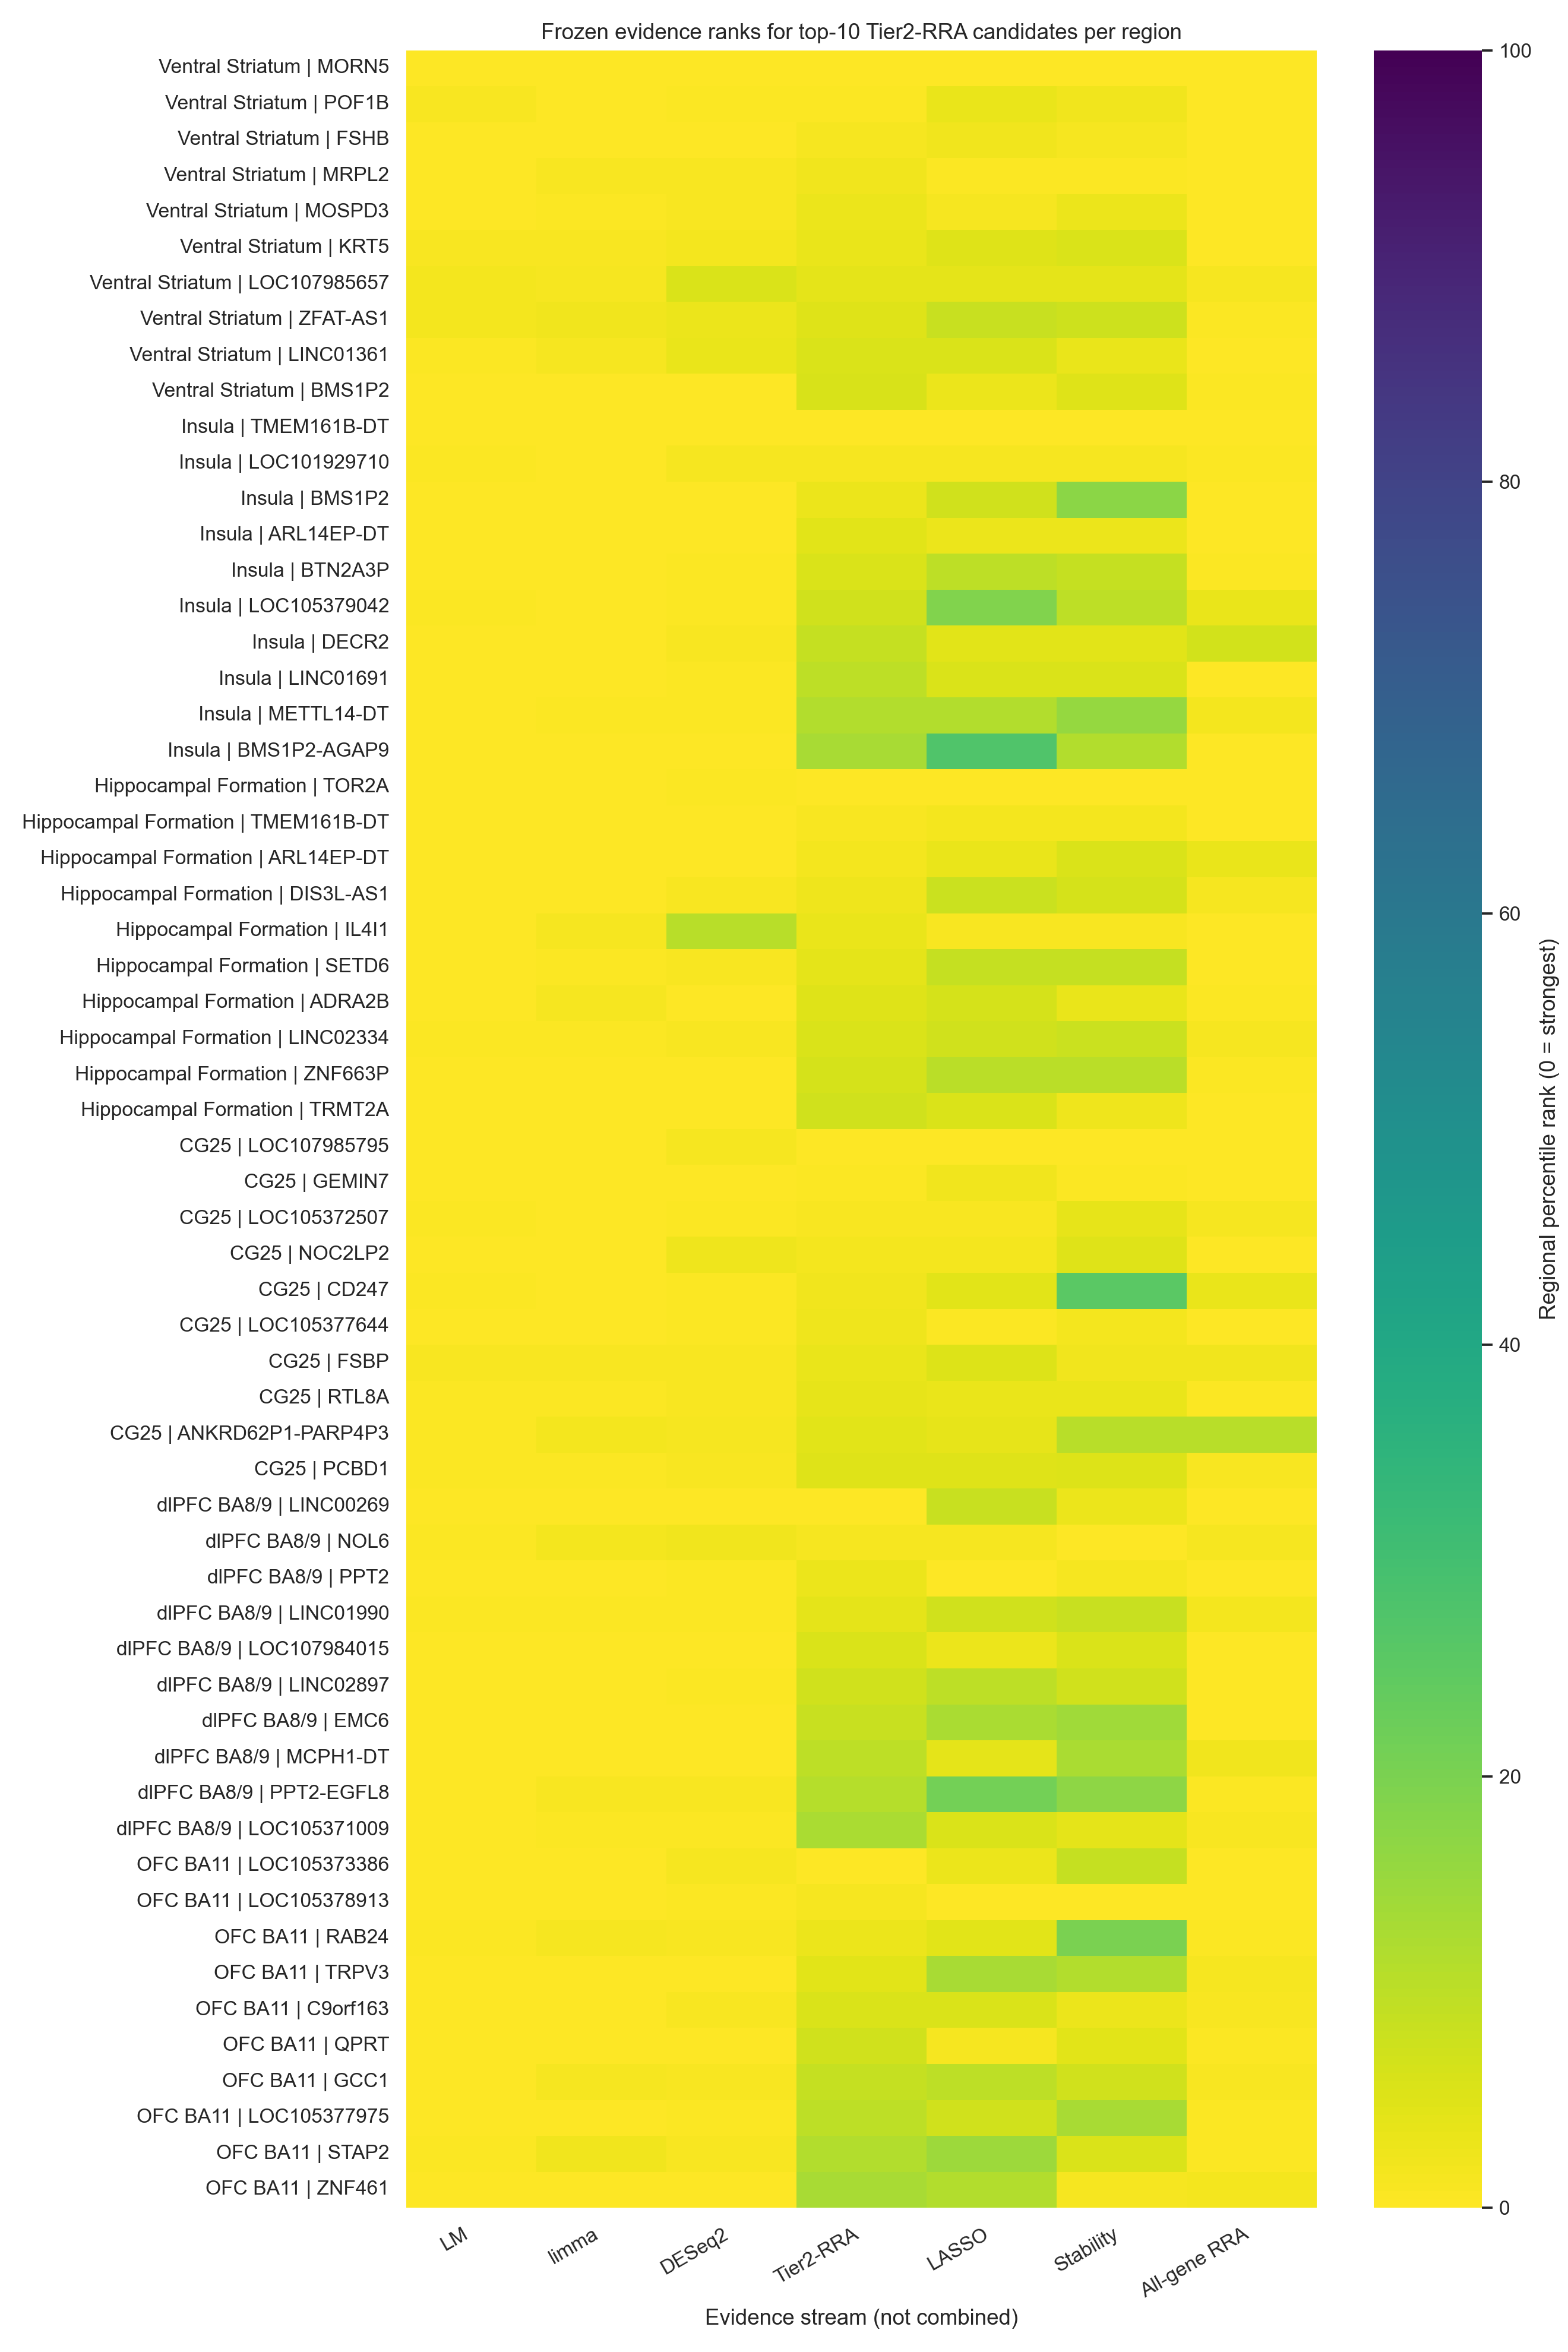 Frozen evidence ranks for top-10 Tier2-RRA candidates per region
Ventral Striatum | MORN5
Ventral Striatum | POF1B
Ventral Striatum | FSHB
Ventral Striatum | MRPL2
Ventral Striatum | MOSPD3
Ventral Striatum | KRT5
Ventral Striatum | LOC107985657
Ventral Striatum | ZFAT-AS1
Ventral Striatum | LINC01361
Ventral Striatum | BMS1P2
Insula | TMEM161B-DT
Insula | LOC101929710
Insula | BMS1P2
Insula | ARL14EP-DT
Insula | BTN2A3P
Insula | LOC105379042
Insula | DECR2
Insula | LINC01691
Insula | METTL14-DT
Insula | BMS1P2-AGAP9
Hippocampal Formation | TOR2A
Hippocampal Formation | TMEM161B-DT
Hippocampal Formation | ARL14EP-DT
Hippocampal Formation | DIS3L-AS1
Hippocampal Formation | IL4I1
Hippocampal Formation | SETD6
Hippocampal Formation | ADRA2B
Hippocampal Formation | LINC02334
Hippocampal Formation | ZNF663P
Hippocampal Formation | TRMT2A
CG25 | LOC107985795
CG25 | GEMIN7
CG25 | LOC105372507
CG25 | NOC2LP2
CG25 | CD247
CG25 | LOC105377644
CG25 | FSBP
CG25 | RTL8A
CG25 | ANKRD62P1-PARP4P3
CG25 | PCBD1
dlPFC BA8/9 | LINC00269
dlPFC BA8/9 | NOL6
dlPFC BA8/9 | PPT2
dlPFC BA8/9 | LINC01990
dlPFC BA8/9 | LOC107984015
dlPFC BA8/9 | LINC02897
dlPFC BA8/9 | EMC6
dlPFC BA8/9 | MCPH1-DT
dlPFC BA8/9 | PPT2-EGFL8
dlPFC BA8/9 | LOC105371009
OFC BA11 | LOC105373386
OFC BA11 | LOC105378913
OFC BA11 | RAB24
OFC BA11 | TRPV3
OFC BA11 | C9orf163
OFC BA11 | QPRT
OFC BA11 | GCC1
OFC BA11 | LOC105377975
OFC BA11 | STAP2
OFC BA11 | ZNF461
LM
limma
DESeq2
Tier2-RRA
LASSO
Stability
All-gene RRA
Evidence stream (not combined)
100
80
60
40
20
0
Regional percentile rank (0 = strongest)